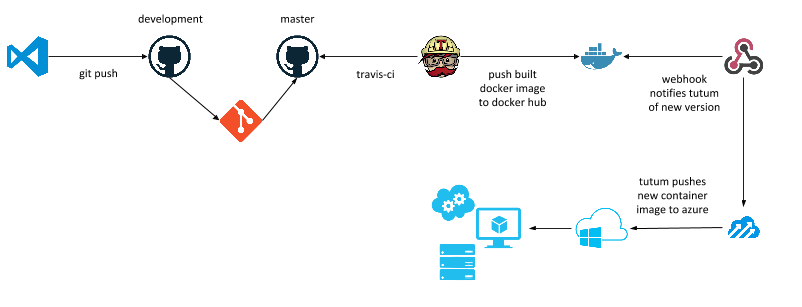 development
master
git push
travis-ci
push built
docker image
to docker hub
webhook
notifies tutum
of new version
tutum pushes
new container
image to azure